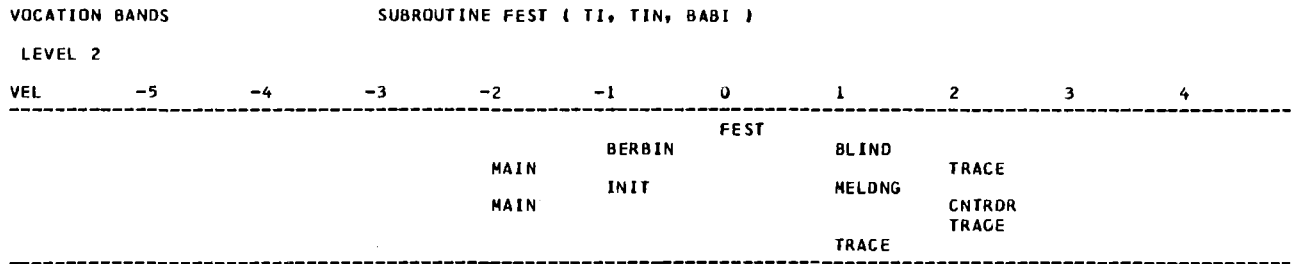 VOCATION BANDS SUBROUTINE FEST ( TI, TIN, BABI )
LEVEL 2
VEL -5 -4 -3 -2 -1 0 1 2 3 4
FEST
BERBIN BLIND
MAIN TRACE
INIT MELDNG
MAIN CNTRDR
TRACE
TRACE